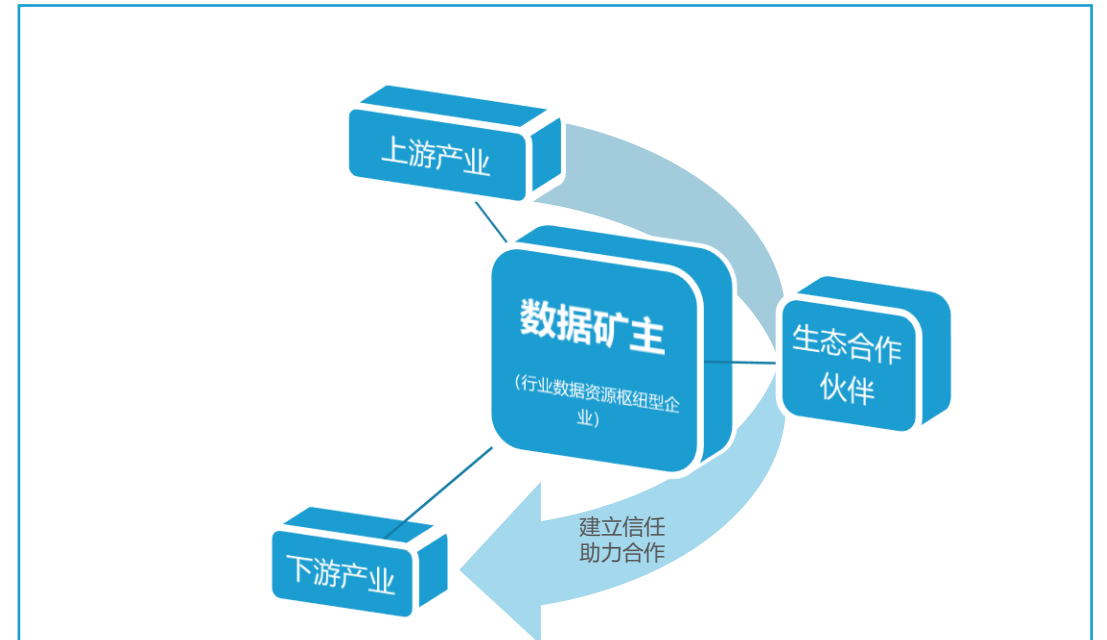 上游产业
数据矿主
（行业数据资源枢纽型企
业）
生态合作
伙伴
建立信任
助力合作
下游产业